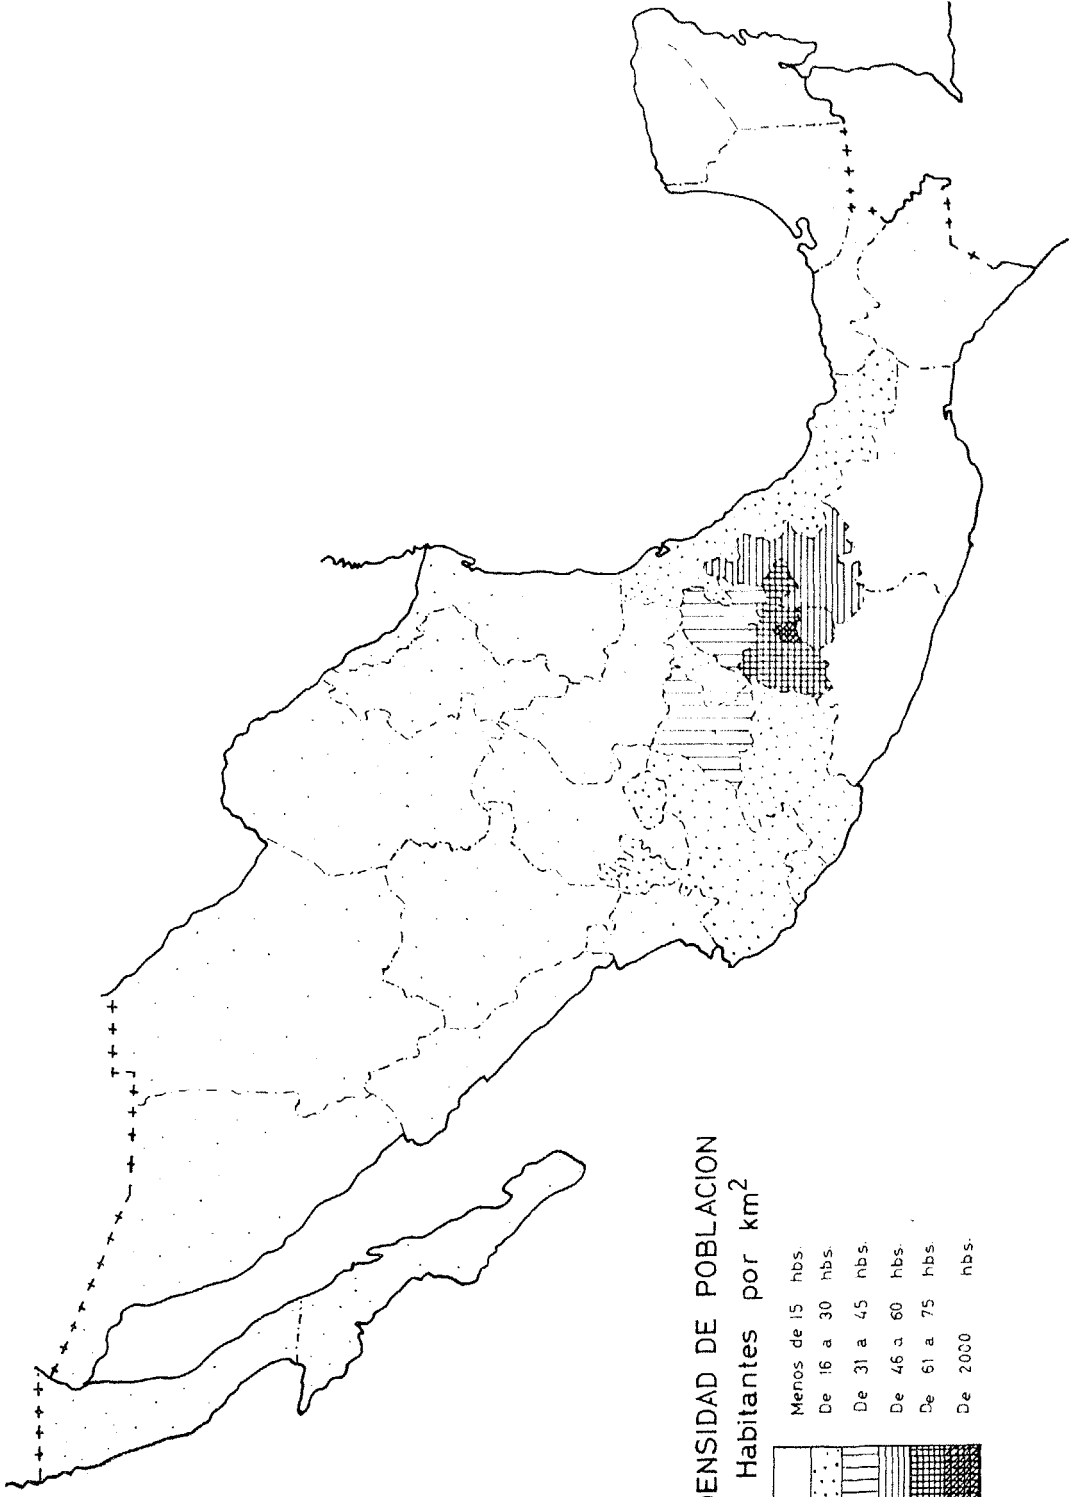 DENSIDAD DE POBLACION
Habitantes por km²
Menos de 15 hbs.
De 16 a 30 hbs.
De 31 a 45 hbs.
De 46 a 60 hbs.
De 61 a 75 hbs.
De 2000 hbs.